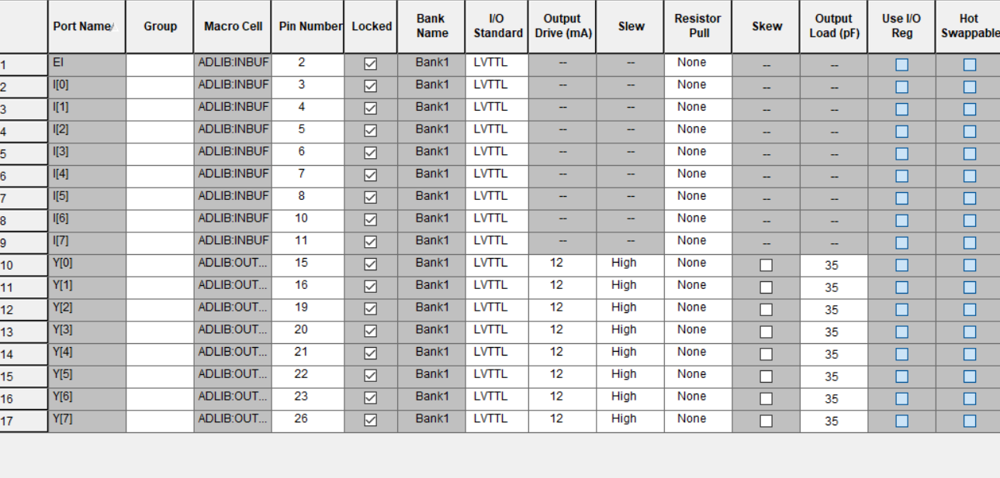 Port Name Group Macro Cell Pin Number Locked Bank Name I/O Standard Output Drive (mA) Slew Resistor Pull Skew Output Load (pF) Use I/O Reg Hot Swappable
1 EI ADLIB:INBUF 2 Bank1 LVTTL -- -- None -- --
2 I[0] ADLIB:INBUF 3 Bank1 LVTTL -- -- None -- --
3 I[1] ADLIB:INBUF 4 Bank1 LVTTL -- -- None -- --
4 I[2] ADLIB:INBUF 5 Bank1 LVTTL -- -- None -- --
5 I[3] ADLIB:INBUF 6 Bank1 LVTTL -- -- None -- --
6 I[4] ADLIB:INBUF 7 Bank1 LVTTL -- -- None -- --
7 I[5] ADLIB:INBUF 8 Bank1 LVTTL -- -- None -- --
8 I[6] ADLIB:INBUF 10 Bank1 LVTTL -- -- None -- --
9 I[7] ADLIB:INBUF 11 Bank1 LVTTL -- -- None -- --
10 Y[0] ADLIB:OUT... 15 Bank1 LVTTL 12 High None 35
11 Y[1] ADLIB:OUT... 16 Bank1 LVTTL 12 High None 35
12 Y[2] ADLIB:OUT... 19 Bank1 LVTTL 12 High None 35
13 Y[3] ADLIB:OUT... 20 Bank1 LVTTL 12 High None 35
14 Y[4] ADLIB:OUT... 21 Bank1 LVTTL 12 High None 35
15 Y[5] ADLIB:OUT... 22 Bank1 LVTTL 12 High None 35
16 Y[6] ADLIB:OUT... 23 Bank1 LVTTL 12 High None 35
17 Y[7] ADLIB:OUT... 26 Bank1 LVTTL 12 High None 35